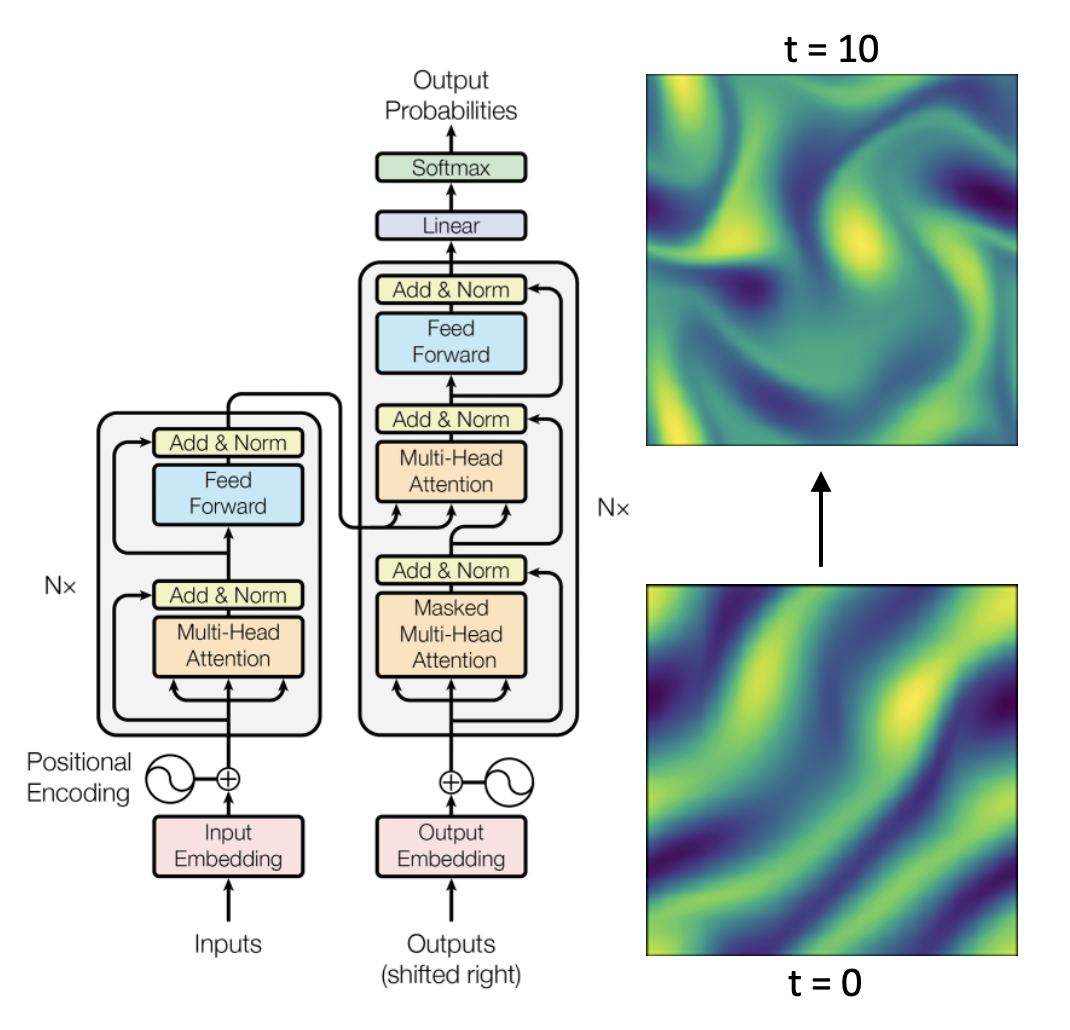 Output
Probabilities
Softmax
Linear
Add & Norm
Feed
Forward
Add & Norm
Multi-Head
Attention
Add & Norm
Masked
Multi-Head
Attention
Nx
Add & Norm
Feed
Forward
Add & Norm
Multi-Head
Attention
Nx
Positional
Encoding
Input
Embedding
Output
Embedding
Inputs
Outputs
(shifted right)
t = 10
t = 0